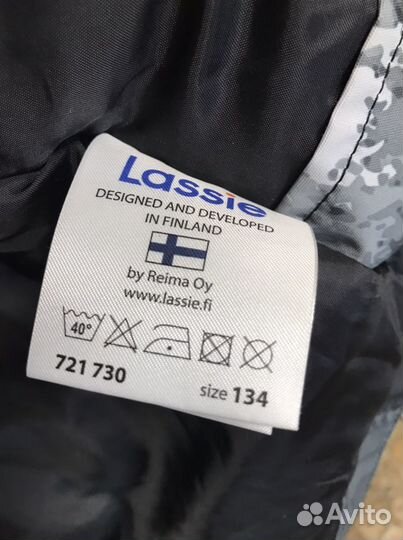 Lassie
DESIGNED AND DEVELOPED
IN FINLAND
by Reima Oy
www.lassie.fi
40°
721 730 size 134
Avito